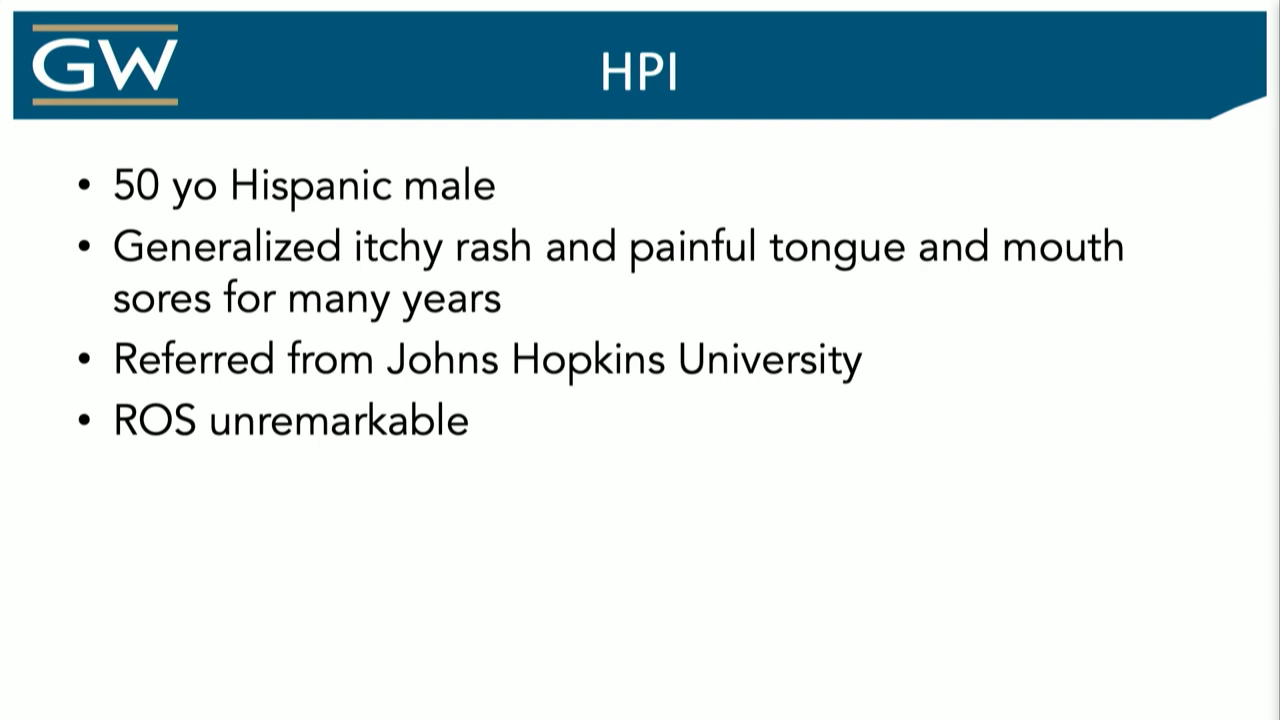 GW
HPI
• 50 yo Hispanic male
• Generalized itchy rash and painful tongue and mouth
sores for many years
• Referred from Johns Hopkins University
• ROS unremarkable